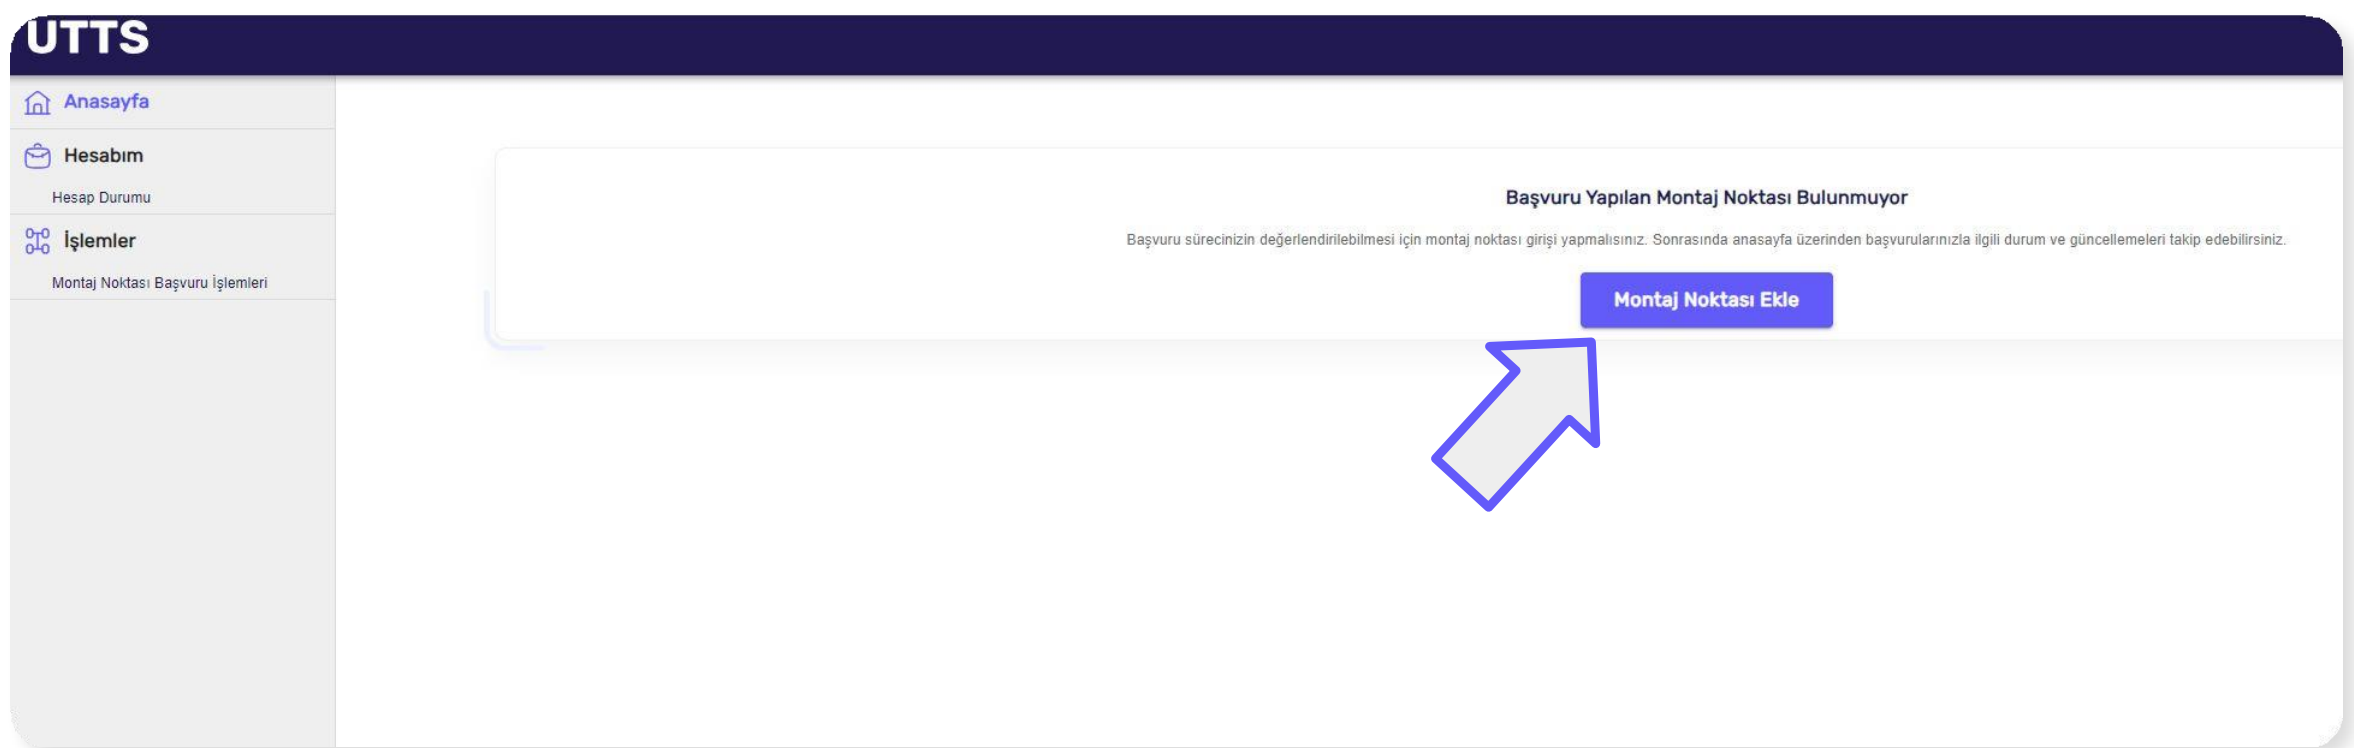 UTTS
Anasayfa
Hesabım
Hesap Durumu
İşlemler
Montaj Noktası Başvuru İşlemleri
Başvuru Yapılan Montaj Noktası Bulunmuyor
Başvuru sürecinizin değerlendirilebilmesi için montaj noktası girişi yapmalısınız. Sonrasında anasayfa üzerinden başvurularınızla ilgili durum ve güncellemeleri takip edebilirsiniz.
Montaj Noktası Ekle